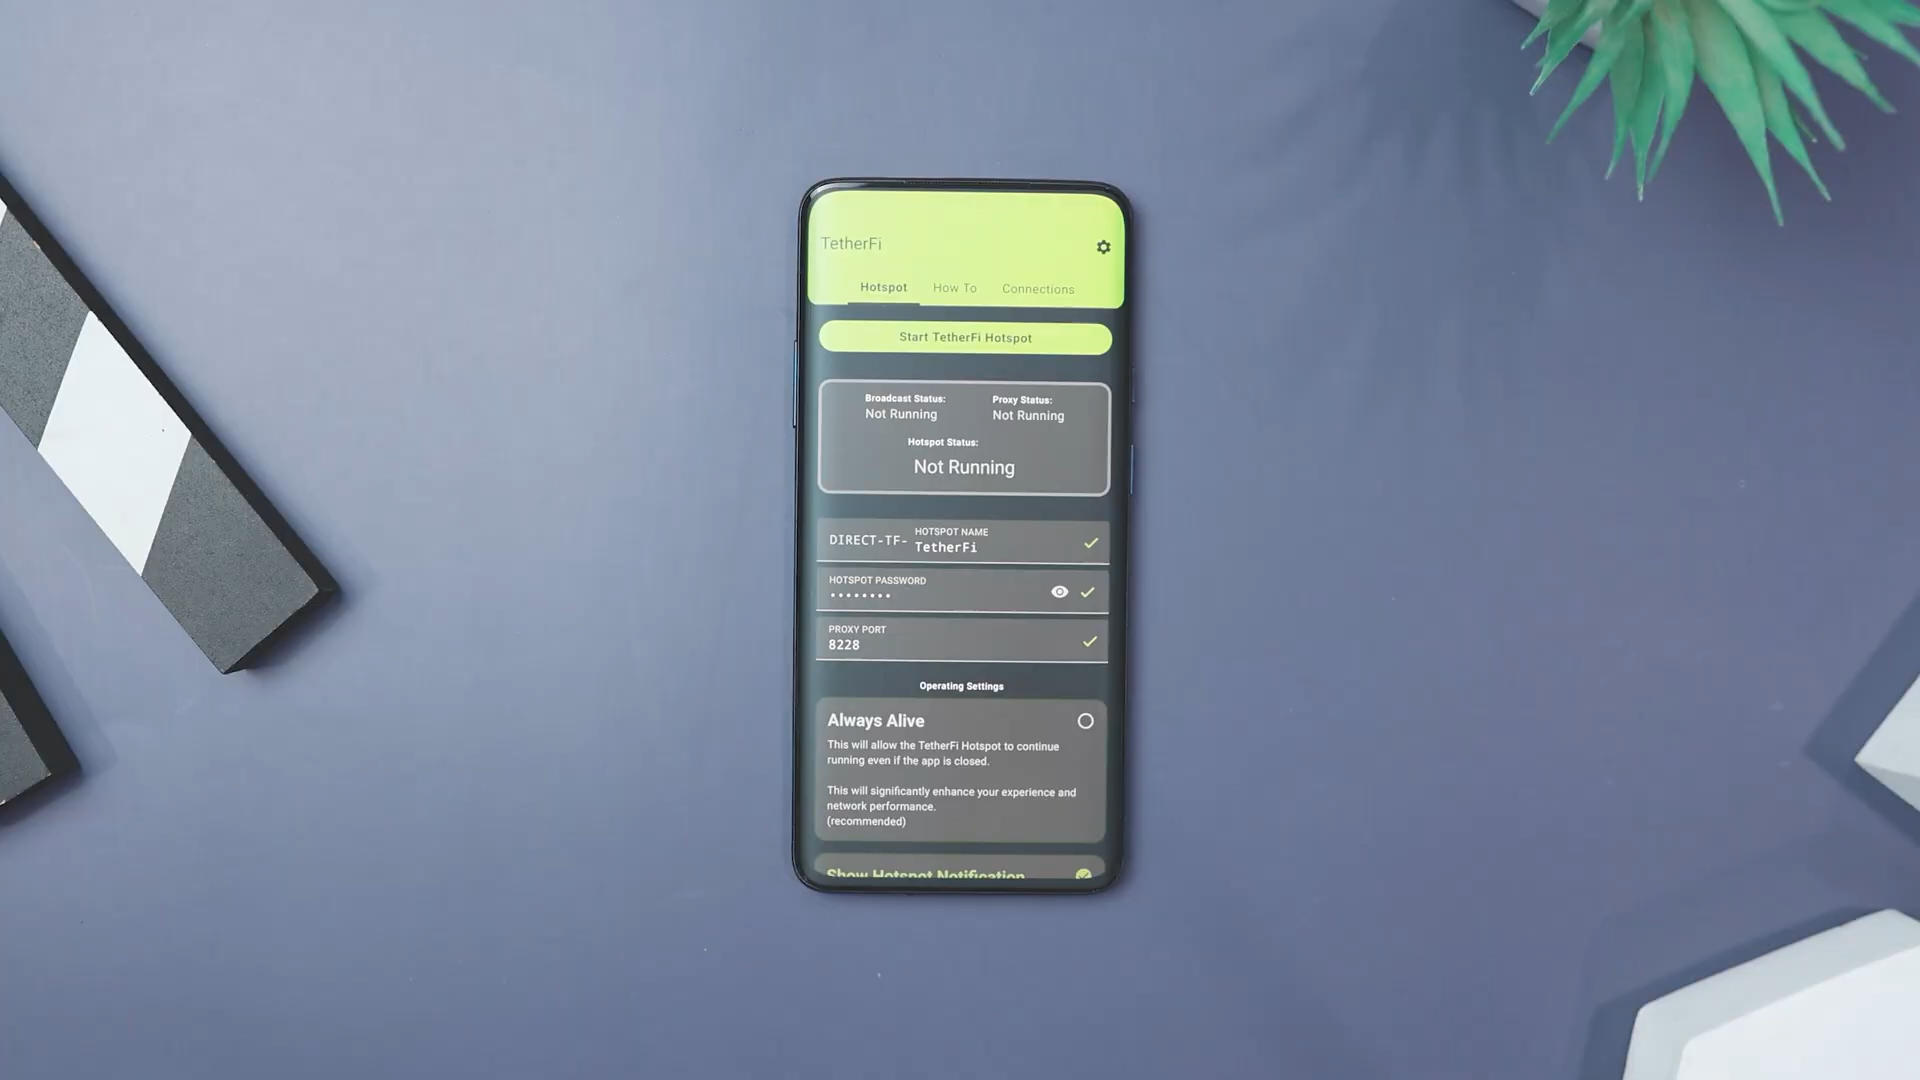 TetherFi
Hotspot How To Connections
Start TetherFi Hotspot
Broadcast Status: Proxy Status:
Not Running Not Running
Hotspot Status:
Not Running
HOTSPOT NAME
DIRECT-TF- TetherFi
HOTSPOT PASSWORD
••••••••
PROXY PORT
8228
Operating Settings
Always Alive
This will allow the TetherFi Hotspot to continue
running even if the app is closed.
This will significantly enhance your experience and
network performance.
(recommended)
Show Hotspot Notification